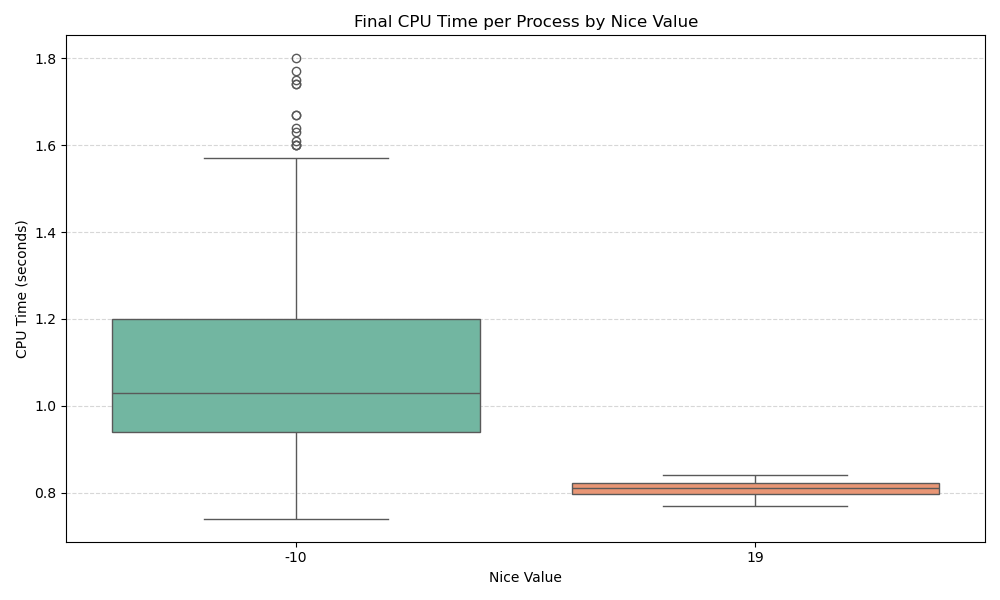 Final CPU Time per Process by Nice Value
1.8
1.6
1.4
1.2
1.0
0.8
CPU Time (seconds)
-10
19
Nice Value